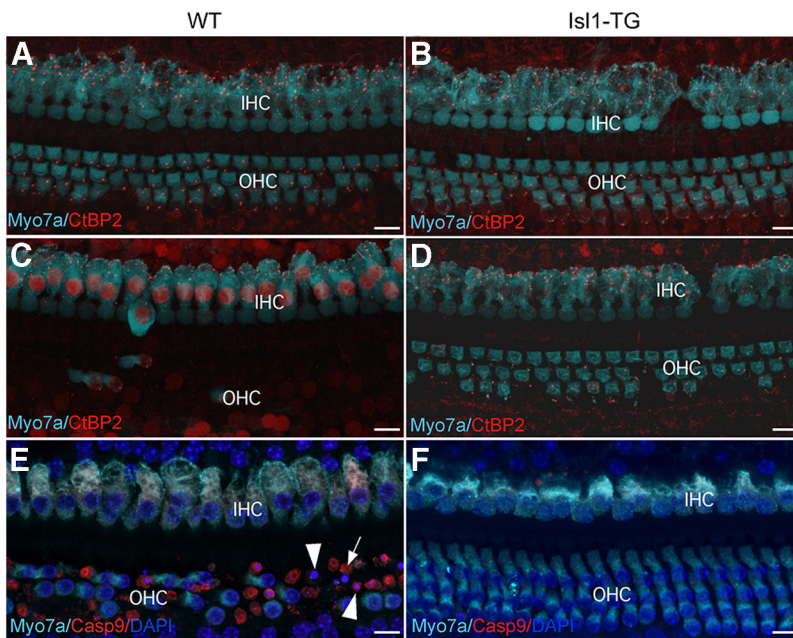 WT
Isl1-TG
A
IHC
OHC
Myo7a/CtBP2
B
IHC
OHC
Myo7a/CtBP2
C
IHC
OHC
Myo7a/CtBP2
D
IHC
OHC
Myo7a/CtBP2
E
IHC
OHC
Myo7a/Casp9/DAPI
F
IHC
OHC
Myo7a/Casp9/DAPI